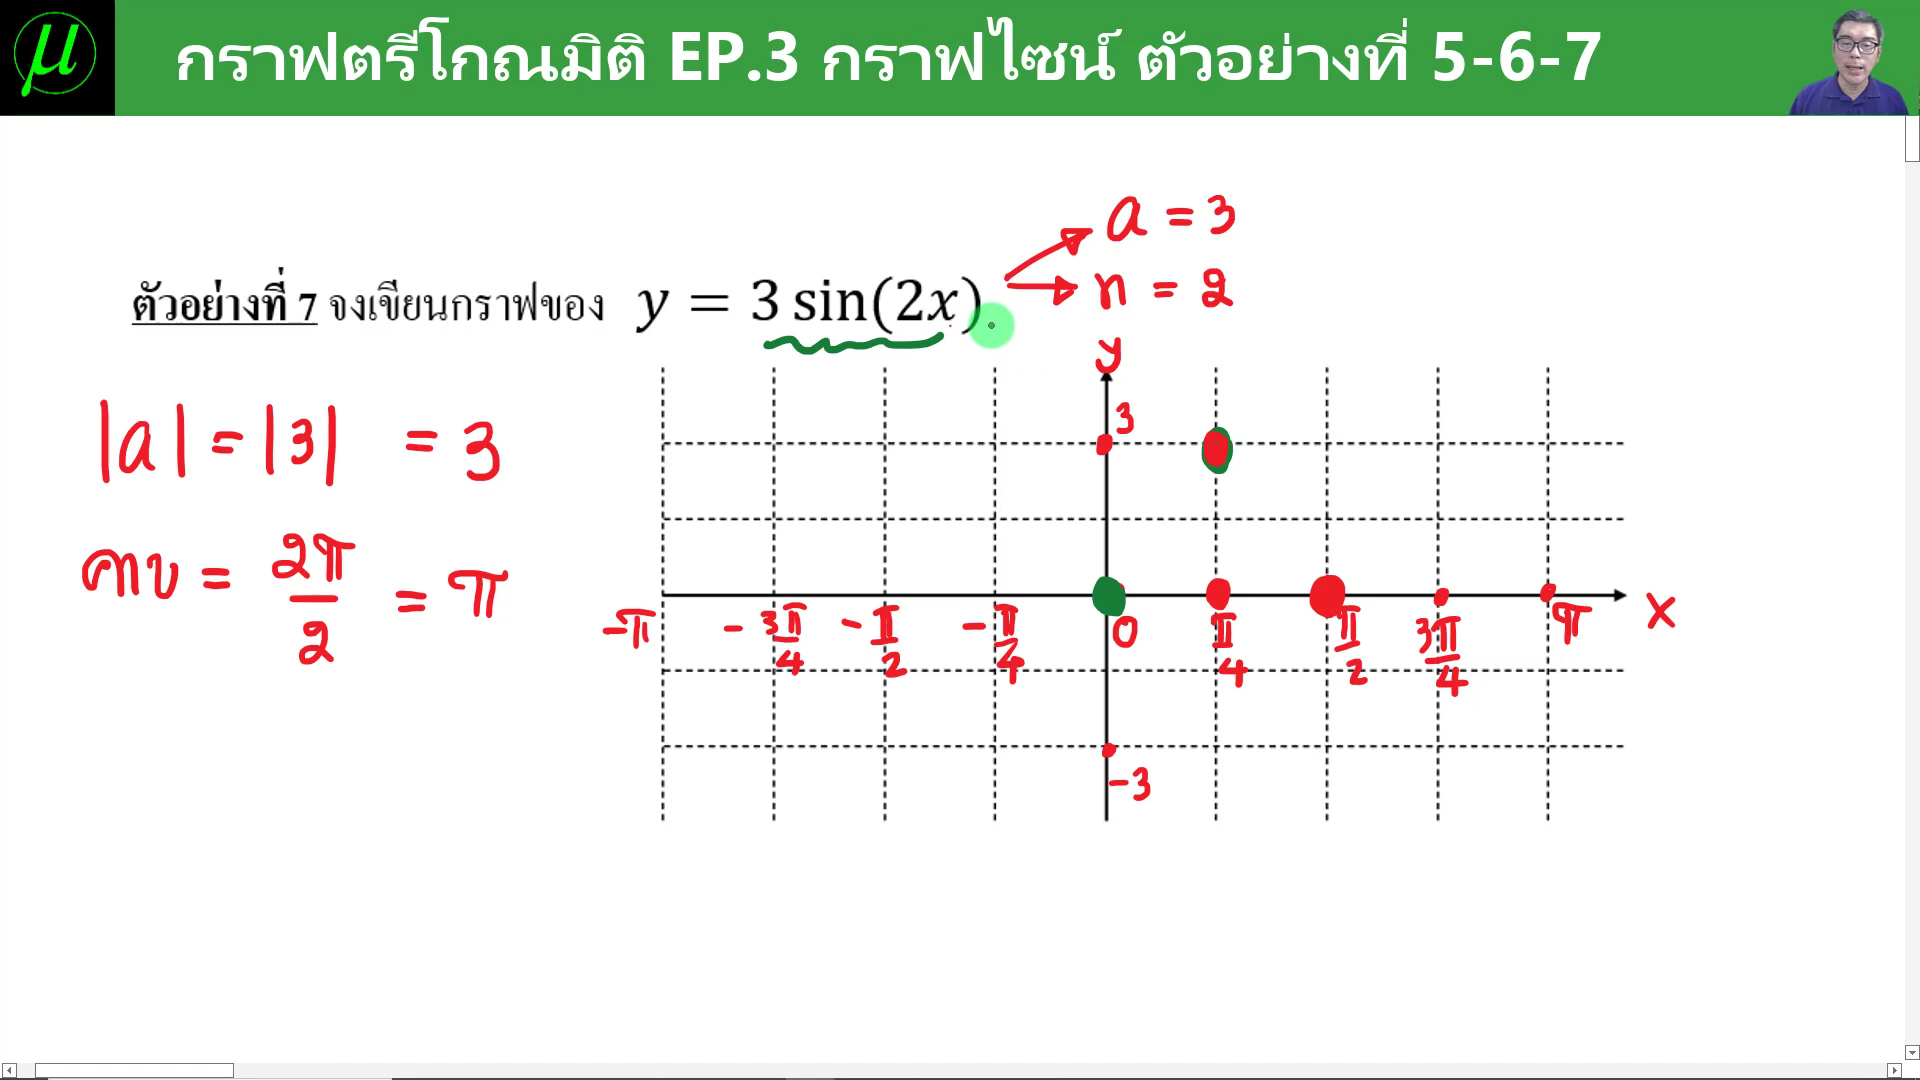 μ
กราฟตรีโกณมิติ EP.3 กราฟไซน์ ตัวอย่างที่ 5-6-7
a = 3
n = 2
ตัวอย่างที่ 7 จงเขียนกราฟของ y = 3 sin(2x)
y
|a| = |3| = 3
3
คาบ = 2π/2 = π
-π -3π/4 -π/2 -π/4 0 π/4 π/2 3π/4 π x
-3